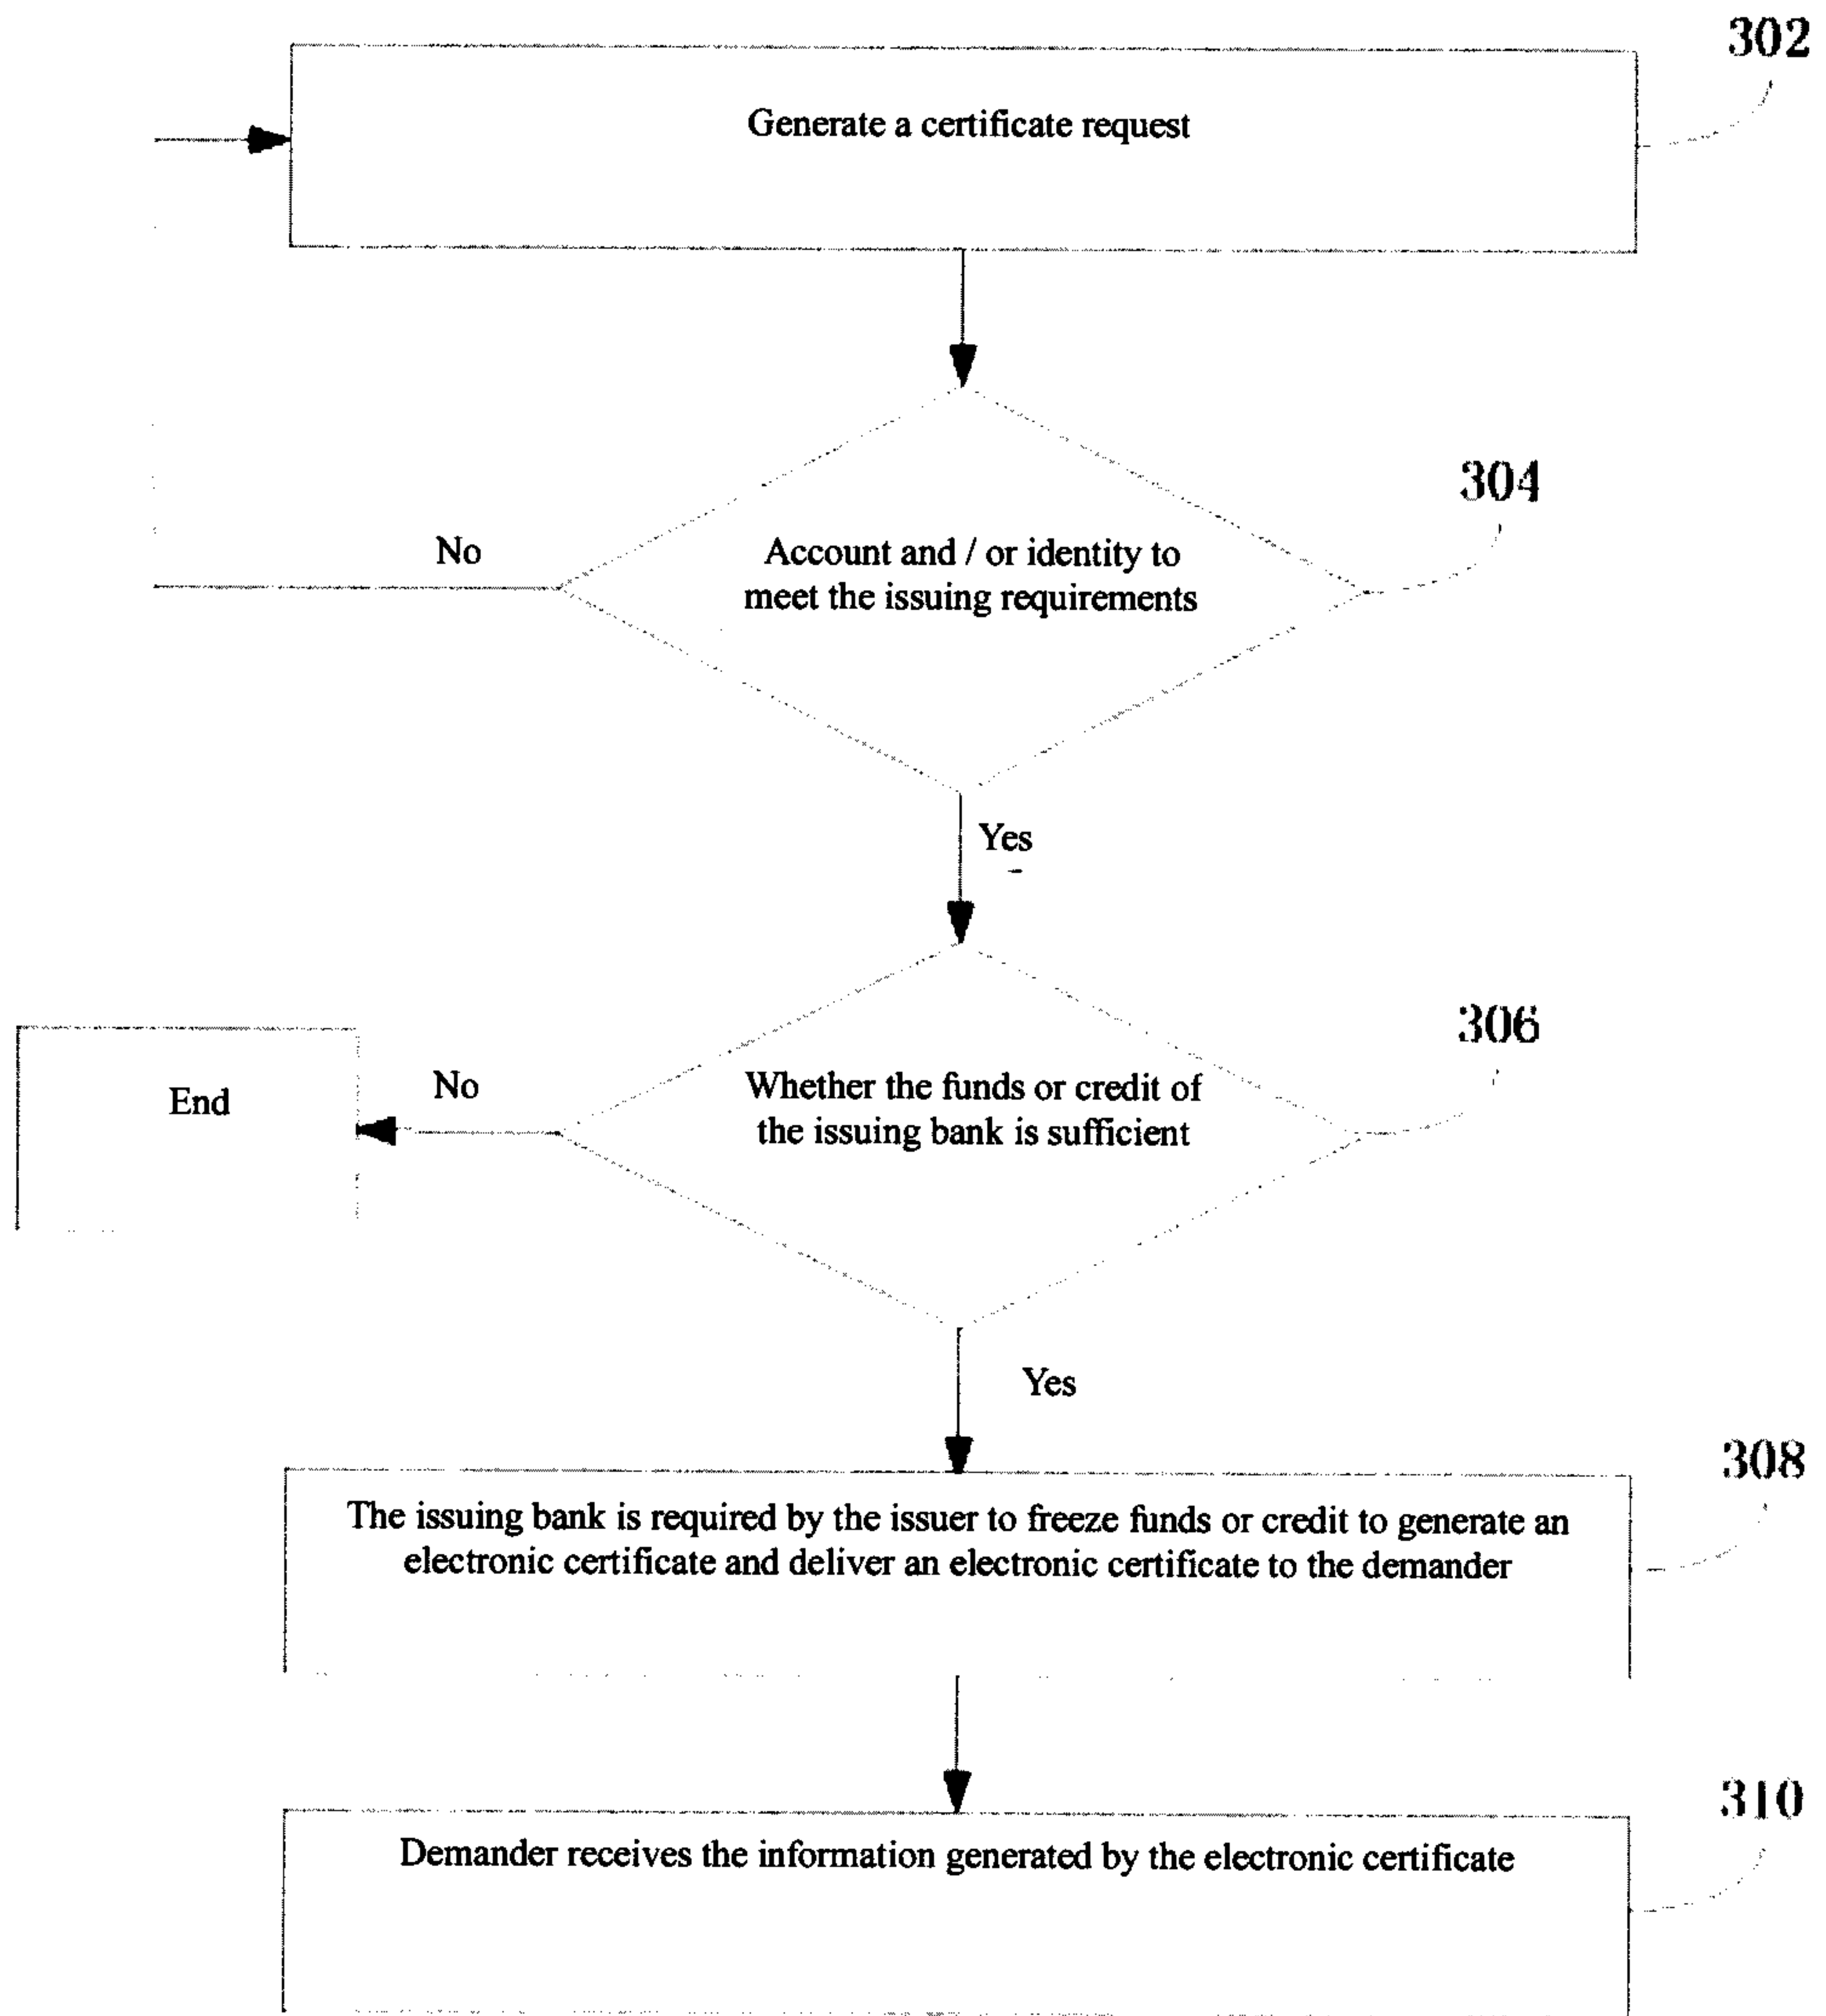 302
Generate a certificate request
304
No
Account and / or identity to
meet the issuing requirements
Yes
306
End
No
Whether the funds or credit of
the issuing bank is sufficient
Yes
308
The issuing bank is required by the issuer to freeze funds or credit to generate an
electronic certificate and deliver an electronic certificate to the demander
310
Demander receives the information generated by the electronic certificate